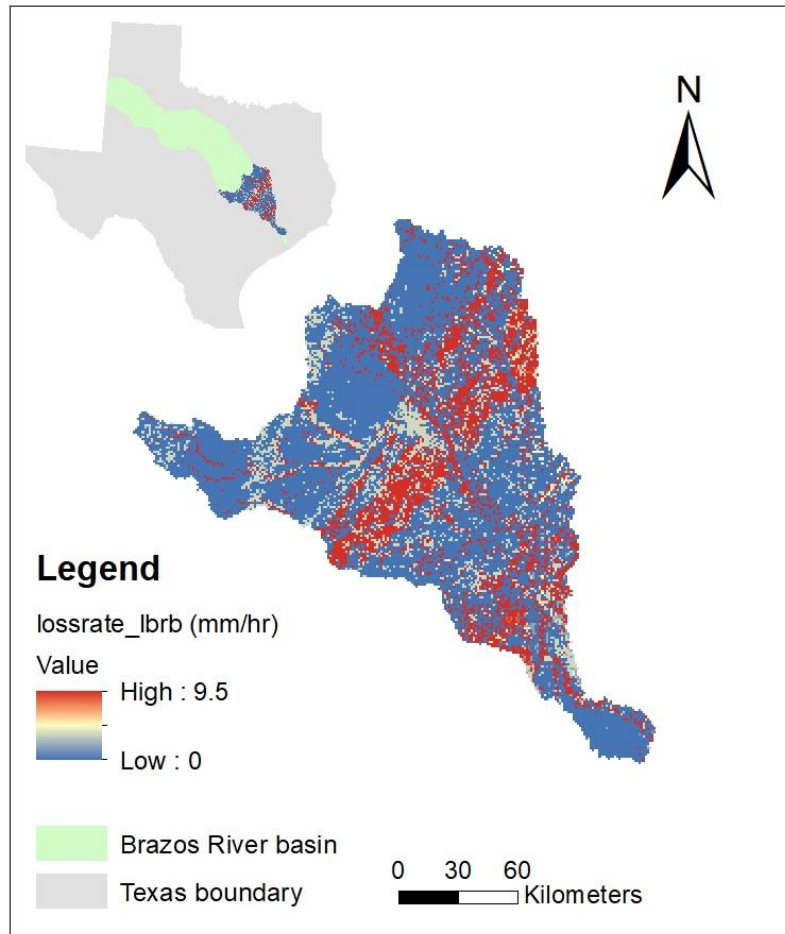 N
Legend
lossrate_lbrb (mm/hr)
Value
High : 9.5
Low : 0
Brazos River basin
Texas boundary
0 30 60
Kilometers